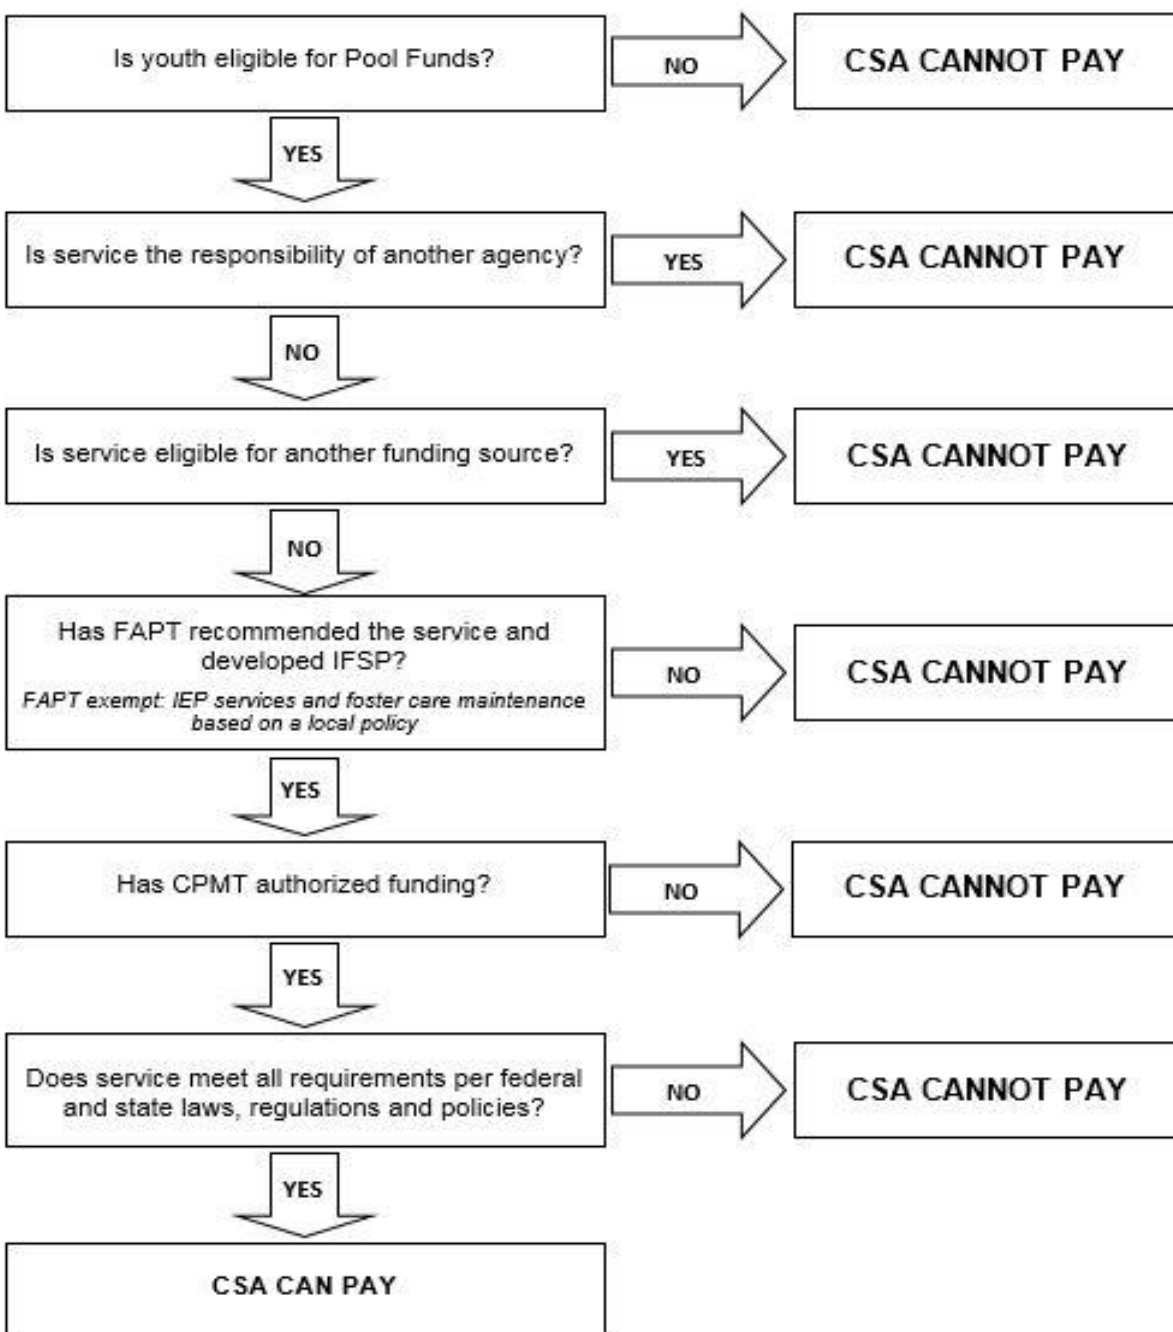 Is youth eligible for Pool Funds?
NO
CSA CANNOT PAY
YES
Is service the responsibility of another agency?
YES
CSA CANNOT PAY
NO
Is service eligible for another funding source?
YES
CSA CANNOT PAY
NO
Has FAPT recommended the service and
developed IFSP?
FAPT exempt: IEP services and foster care maintenance
based on a local policy
NO
CSA CANNOT PAY
YES
Has CPMT authorized funding?
NO
CSA CANNOT PAY
YES
Does service meet all requirements per federal
and state laws, regulations and policies?
NO
CSA CANNOT PAY
YES
CSA CAN PAY